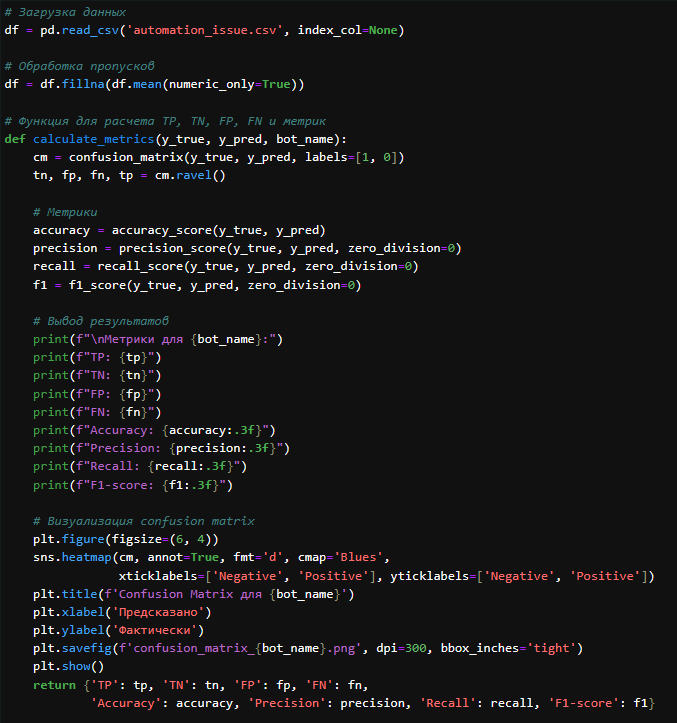 # Загрузка данных
df = pd.read_csv('automation_issue.csv', index_col=None)
# Обработка пропусков
df = df.fillna(df.mean(numeric_only=True))
# Функция для расчета TP, TN, FP, FN и метрик
def calculate_metrics(y_true, y_pred, bot_name):
    cm = confusion_matrix(y_true, y_pred, labels=[1, 0])
    tn, fp, fn, tp = cm.ravel()
    # Метрики
    accuracy = accuracy_score(y_true, y_pred)
    precision = precision_score(y_true, y_pred, zero_division=0)
    recall = recall_score(y_true, y_pred, zero_division=0)
    f1 = f1_score(y_true, y_pred, zero_division=0)
    # Вывод результатов
    print(f"\nМетрики для {bot_name}:")
    print(f"TP: {tp}")
    print(f"TN: {tn}")
    print(f"FP: {fp}")
    print(f"FN: {fn}")
    print(f"Accuracy: {accuracy:.3f}")
    print(f"Precision: {precision:.3f}")
    print(f"Recall: {recall:.3f}")
    print(f"F1-score: {f1:.3f}")
    # Визуализация confusion matrix
    plt.figure(figsize=(6, 4))
    sns.heatmap(cm, annot=True, fmt='d', cmap='Blues',
                xticklabels=['Negative', 'Positive'], yticklabels=['Negative', 'Positive'])
    plt.title(f'Confusion Matrix для {bot_name}')
    plt.xlabel('Предсказано')
    plt.ylabel('Фактически')
    plt.savefig(f'confusion_matrix_{bot_name}.png', dpi=300, bbox_inches='tight')
    plt.show()
    return {'TP': tp, 'TN': tn, 'FP': fp, 'FN': fn,
            'Accuracy': accuracy, 'Precision': precision, 'Recall': recall, 'F1-score': f1}